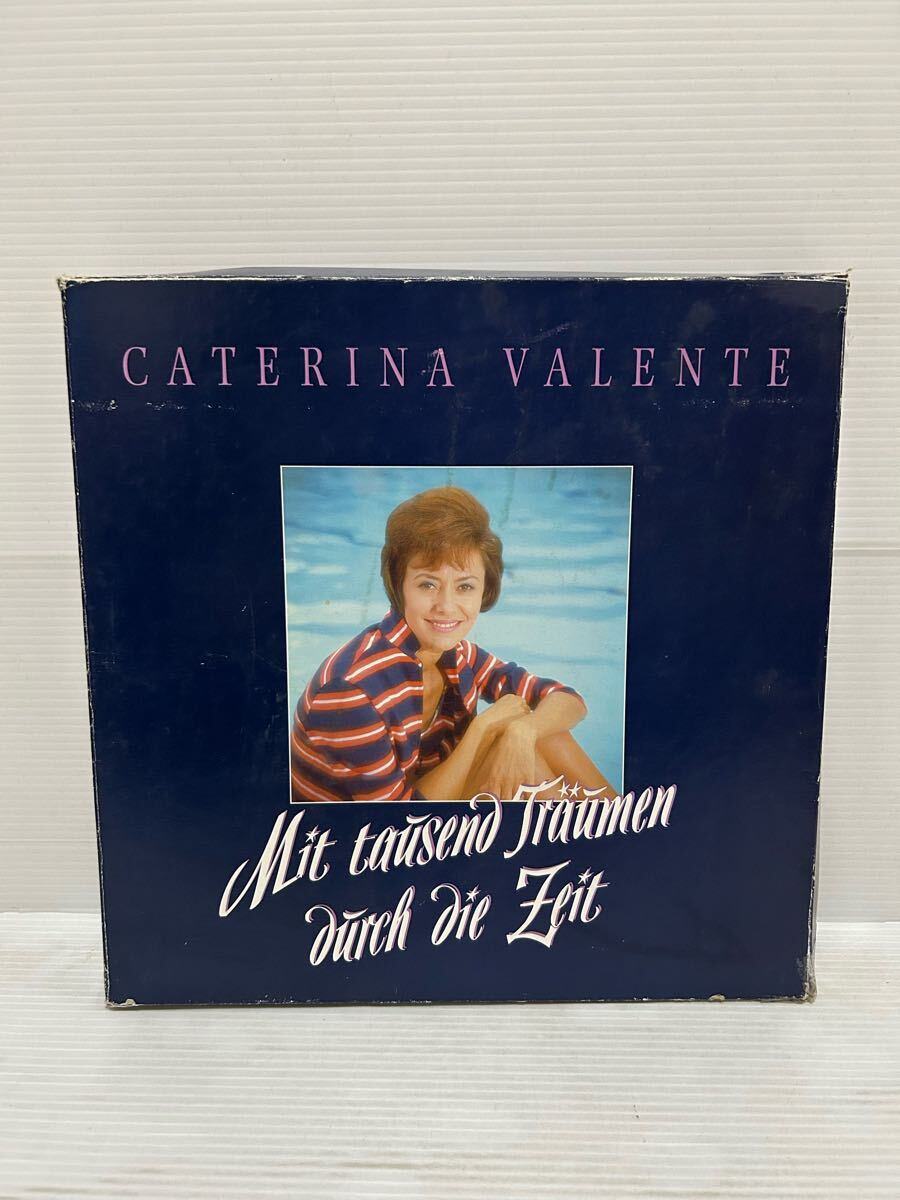 CATERINA VALENTE
Mit tausend Träumen
durch die Zeit